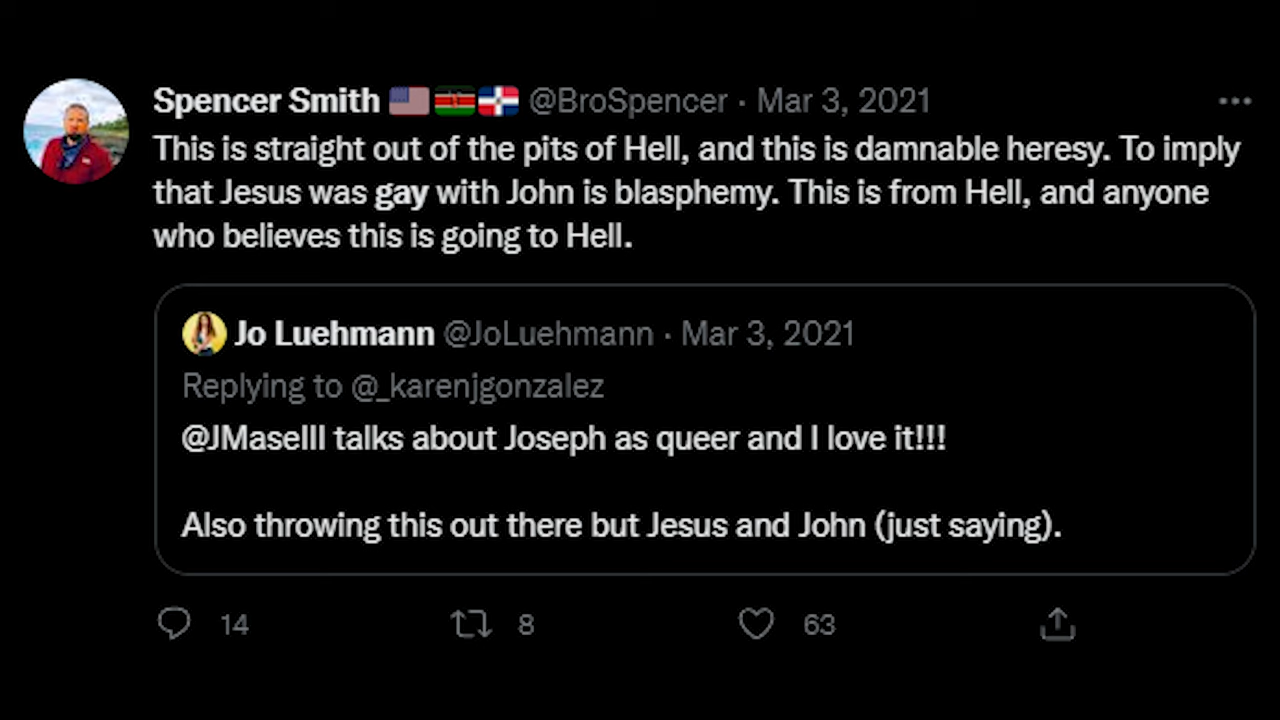 Spencer Smith 🇺🇸🇰🇪🇩🇴 @BroSpencer · Mar 3, 2021
This is straight out of the pits of Hell, and this is damnable heresy. To imply
that Jesus was gay with John is blasphemy. This is from Hell, and anyone
who believes this is going to Hell.
Jo Luehmann @JoLuehmann · Mar 3, 2021
Replying to @_karenjgonzalez
@JMaseIII talks about Joseph as queer and I love it!!!
Also throwing this out there but Jesus and John (just saying).
14 8 63